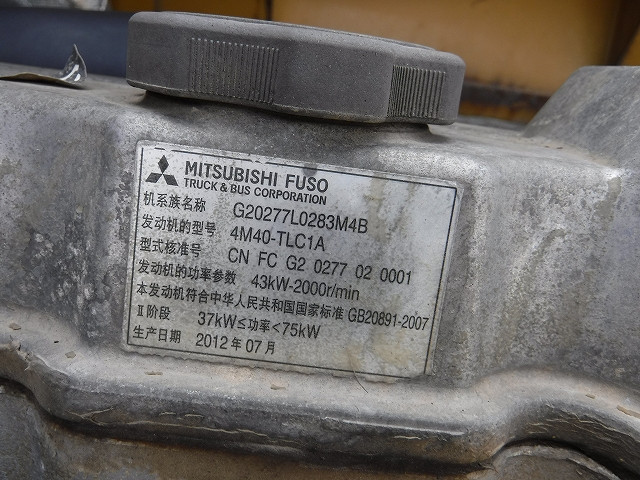 MITSUBISHI FUSO
TRUCK & BUS CORPORATION
机系族名称 G20277L0283M4B
发动机的型号 4M40-TLC1A
型式核准号 CN FC G2 0277 02 0001
发动机的功率参数 43kW-2000r/min
本发动机符合中华人民共和国国家标准 GB20891-2007
II阶段 37kW≤功率<75kW
生产日期 2012年07月